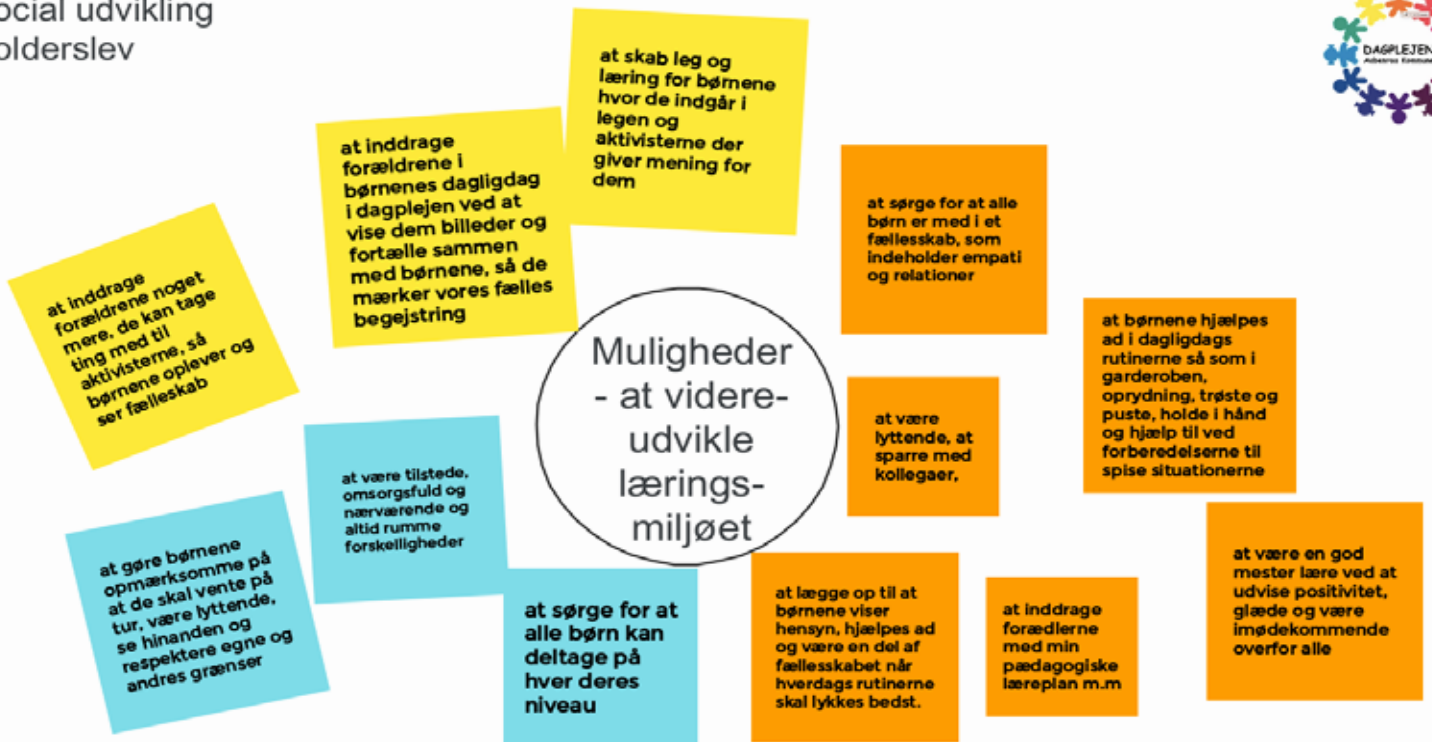 ocial udvikling
olderslev
DAGPLEJEN
Aabenraa Kommune
at skab leg og
læring for børnene
hvor de indgår i
legen og
aktivisterne der
giver mening for
dem
at inddrage
forældrene i
børnenes dagligdag
i dagplejen ved at
vise dem billeder og
fortælle sammen
med børnene, så de
mærker vores fælles
begejstring
at inddrage
forældrene noget
mere, de kan tage
ting med til
aktivisterne, så
børnene oplever og
ser fælleskab
at sørge for at alle
børn er med i et
fællesskab, som
indeholder empati
og relationer
at børnene hjælpes
ad i dagligdags
rutinerne så som i
garderoben,
oprydning, trøste og
puste, holde i hånd
og hjælp til ved
forberedelserne til
spise situationerne
Muligheder
- at videre-
udvikle
lærings-
miljøet
at være
lyttende, at
sparre med
kollegaer,
at være tilstede,
omsorgsfuld og
nærværende og
altid rumme
forskelligheder
at gøre børnene
opmærksomme på
at de skal vente på
tur, være lyttende,
se hinanden og
respektere egne og
andres grænser
at sørge for at
alle børn kan
deltage på
hver deres
niveau
at lægge op til at
børnene viser
hensyn, hjælpes ad
og være en del af
fællesskabet når
hverdags rutinerne
skal lykkes bedst.
at inddrage
forædlerne
med min
pædagogiske
læreplan m.m
at være en god
mester lære ved at
udvise positivitet,
glæde og være
imødekommende
overfor alle